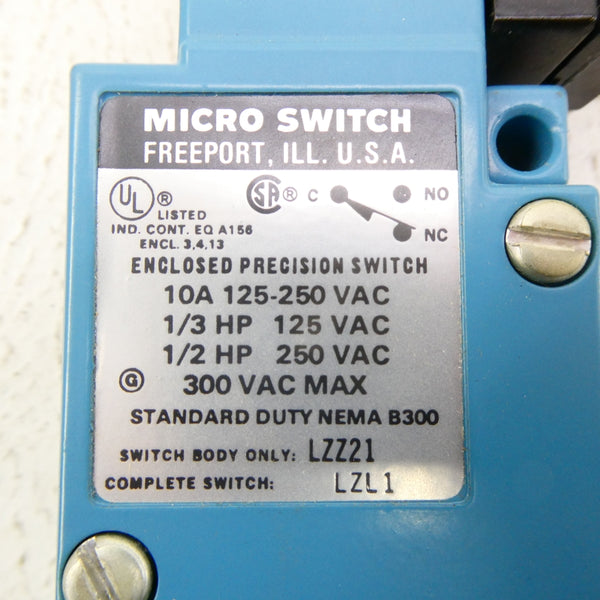 MICRO SWITCH
FREEPORT, ILL. U.S.A.
UL ® SA ® C NO
LISTED
IND. CONT. EQ A156 NC
ENCL. 3,4,13
ENCLOSED PRECISION SWITCH
10A 125-250 VAC
1/3 HP 125 VAC
1/2 HP 250 VAC
G 300 VAC MAX
STANDARD DUTY NEMA B300
SWITCH BODY ONLY: LZZ21
COMPLETE SWITCH: LZL1